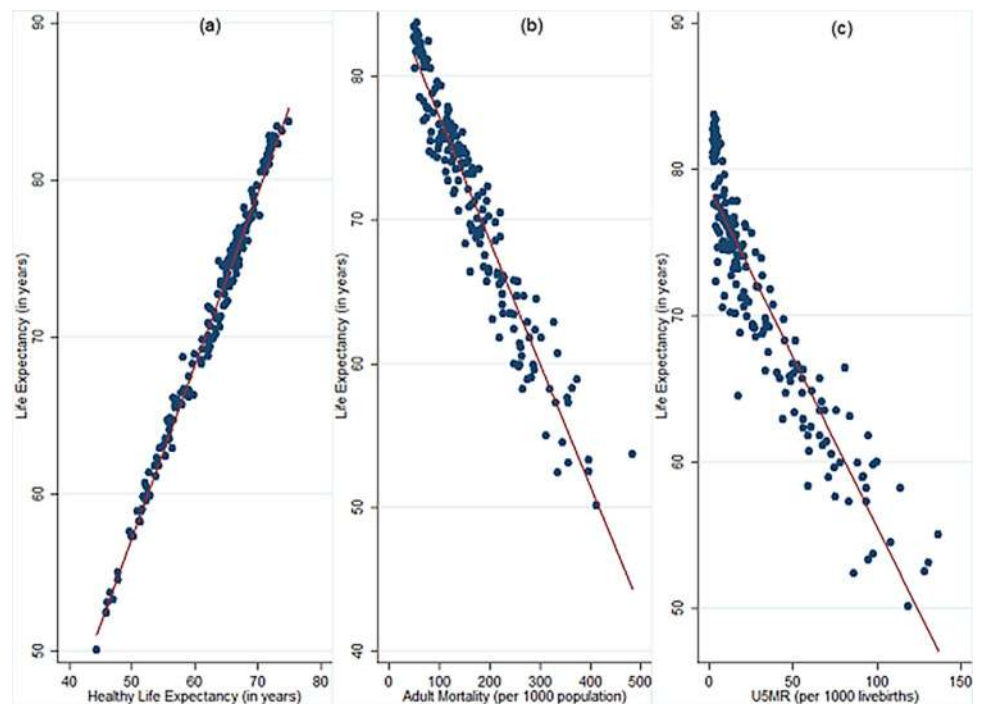 (a)
90
80
70
60
50
Life Expectancy (in years)
40 50 60 70 80
Healthy Life Expectancy (in years)
(b)
80
70
60
50
40
Life Expectancy (in years)
0 100 200 300 400 500
Adult Mortality (per 1000 population)
(c)
90
80
70
60
50
Life Expectancy (in years)
0 50 100 150
U5MR (per 1000 livebirths)